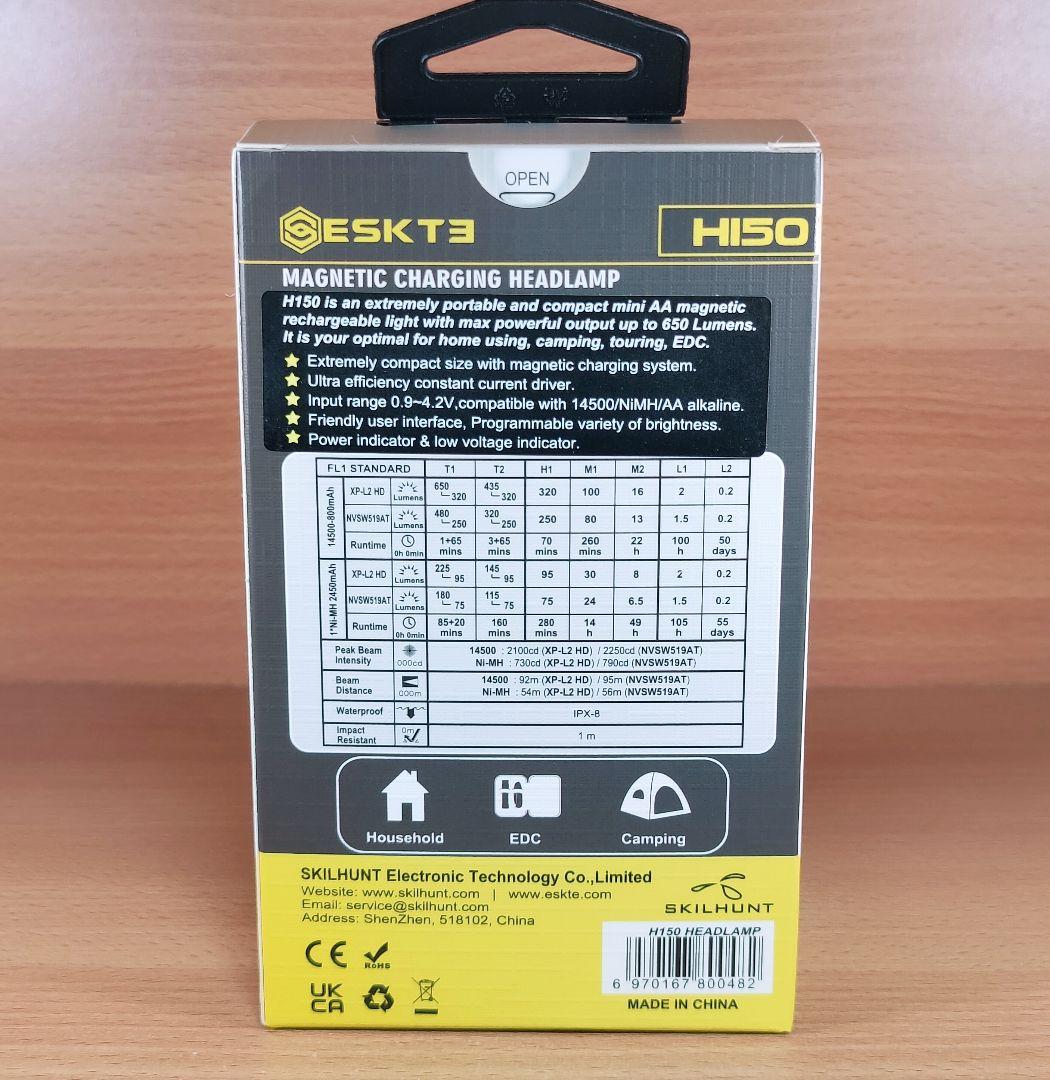 OPEN
ESKTE
H150
MAGNETIC CHARGING HEADLAMP
H150 is an extremely portable and compact mini AA magnetic
rechargeable light with max powerful output up to 650 Lumens.
It is your optimal for home using, camping, touring, EDC.
Extremely compact size with magnetic charging system.
Ultra efficiency constant current driver.
Input range 0.9~4.2V,compatible with 14500/NiMH/AA alkaline.
Friendly user interface, Programmable variety of brightness.
Power indicator & low voltage indicator.
FL1 STANDARD T1 T2 H1 M1 M2 L1 L2
14500-800mAh
XP-L2 HD Lumens 650 320 435 320 320 100 16 2 0.2
NVSW519AT Lumens 480 250 320 250 250 80 13 1.5 0.2
Runtime 0h 0min 1+65 mins 3+65 mins 70 mins 260 mins 22 h 100 h 50 days
1*Ni-MH 2450mAh
XP-L2 HD Lumens 225 95 145 95 95 30 8 2 0.2
NVSW519AT Lumens 180 75 115 75 75 24 6.5 1.5 0.2
Runtime 0h 0min 85+20 mins 160 mins 280 mins 14 h 49 h 105 h 55 days
Peak Beam Intensity 000cd 14500 : 2100cd (XP-L2 HD) / 2250cd (NVSW519AT)
Ni-MH : 730cd (XP-L2 HD) / 790cd (NVSW519AT)
Beam Distance 000m 14500 : 92m (XP-L2 HD) / 95m (NVSW519AT)
Ni-MH : 54m (XP-L2 HD) / 56m (NVSW519AT)
Waterproof IPX-8
Impact Resistant 0m 1 m
Household EDC Camping
SKILHUNT Electronic Technology Co.,Limited
Website: www.skilhunt.com | www.eskte.com
Email: service@skilhunt.com
Address: ShenZhen, 518102, China
SKILHUNT
H150 HEADLAMP
6 970167 800482
MADE IN CHINA
CE RoHS
UK CA